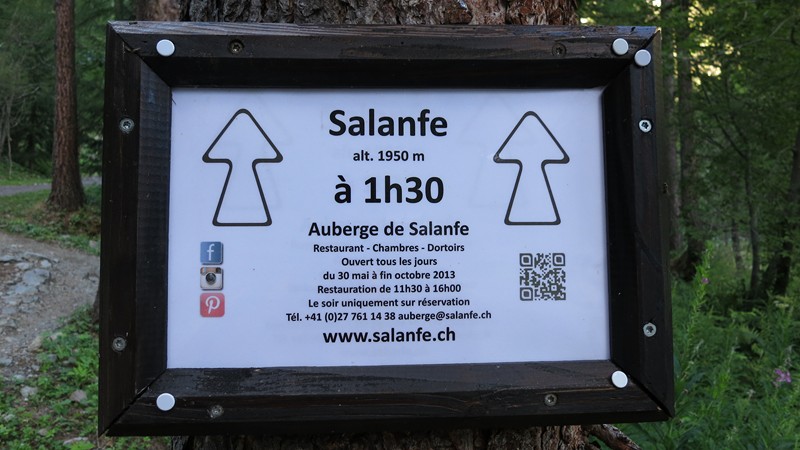 Salanfe
alt. 1950 m
à 1h30
Auberge de Salanfe
Restaurant - Chambres - Dortoirs
Ouvert tous les jours
du 30 mai à fin octobre 2013
Restauration de 11h30 à 16h00
Le soir uniquement sur réservation
Tél. +41 (0)27 761 14 38 auberge@salanfe.ch
www.salanfe.ch